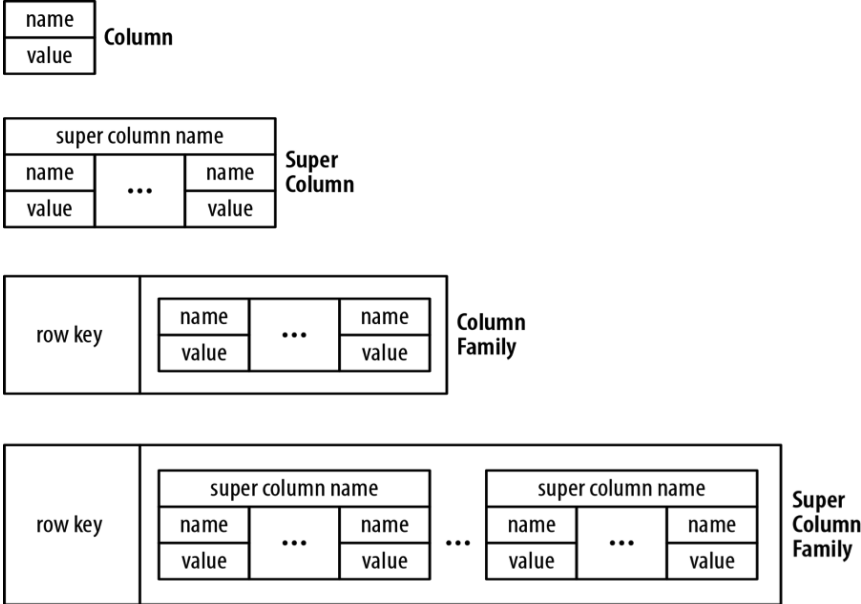 name
value
Column
super column name
name ... name
value value
Super
Column
row key
name ... name
value value
Column
Family
row key
super column name super column name
name ... name ... name ... name
value value value value
Super
Column
Family